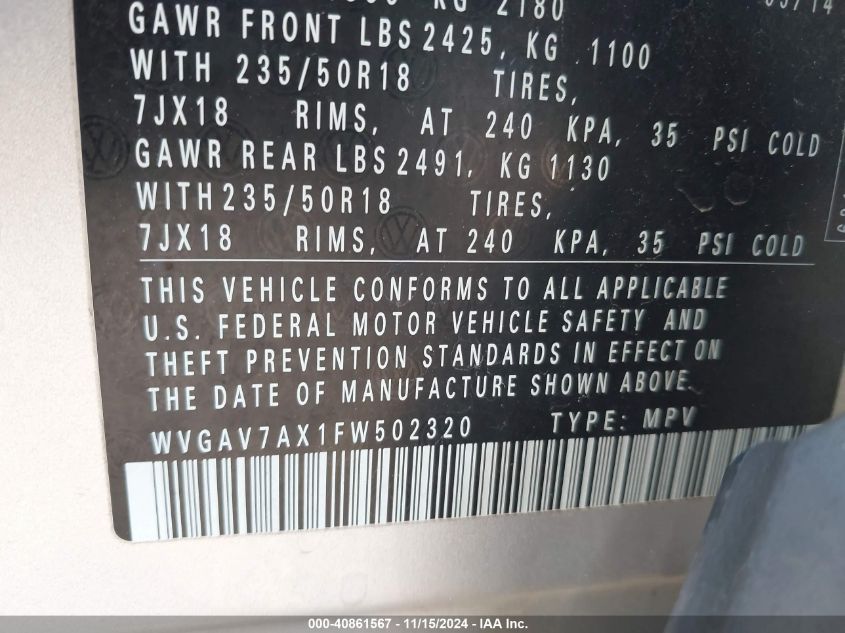 KG 2180
GAWR FRONT LBS 2425, KG 1100
WITH 235/50R18 TIRES,
7JX18 RIMS, AT 240 KPA, 35 PSI COLD
GAWR REAR LBS 2491, KG 1130
WITH 235/50R18 TIRES,
7JX18 RIMS, AT 240 KPA, 35 PSI COLD
THIS VEHICLE CONFORMS TO ALL APPLICABLE
U.S. FEDERAL MOTOR VEHICLE SAFETY AND
THEFT PREVENTION STANDARDS IN EFFECT ON
THE DATE OF MANUFACTURE SHOWN ABOVE.
WVGAV7AX1FW502320 TYPE: MPV
000-40861567 - 11/15/2024 - IAA Inc.